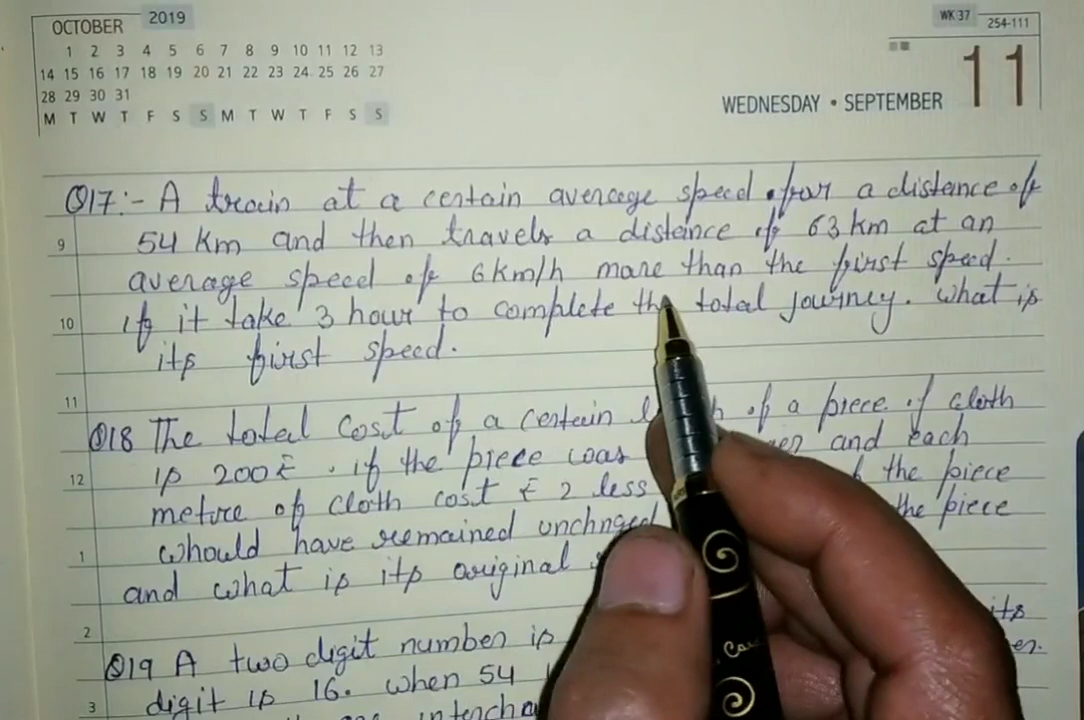 OCTOBER 2019
1 2 3 4 5 6 7 8 9 10 11 12 13
14 15 16 17 18 19 20 21 22 23 24 25 26 27
28 29 30 31
M T W T F S S M T W T F S S
WK 37 254-111
WEDNESDAY • SEPTEMBER 11
Q17:- A train at a certain average speed for a distance of
9 54 Km and then travels a distance of 63 km at an
average speed of 6km/h more than the first speed.
10 if it take 3 hour to complete the total journey. What is
its first speed.
11
Q18 The total cost of a certain l h of a piece of cloth
12 is 200₹. if the piece was and each
metre of cloth cost ₹ 2 less the piece
1 whould have remained unchnged the piece
and what is its original
2 its
Q19 A two digit number is
3 digit is 16. when 54